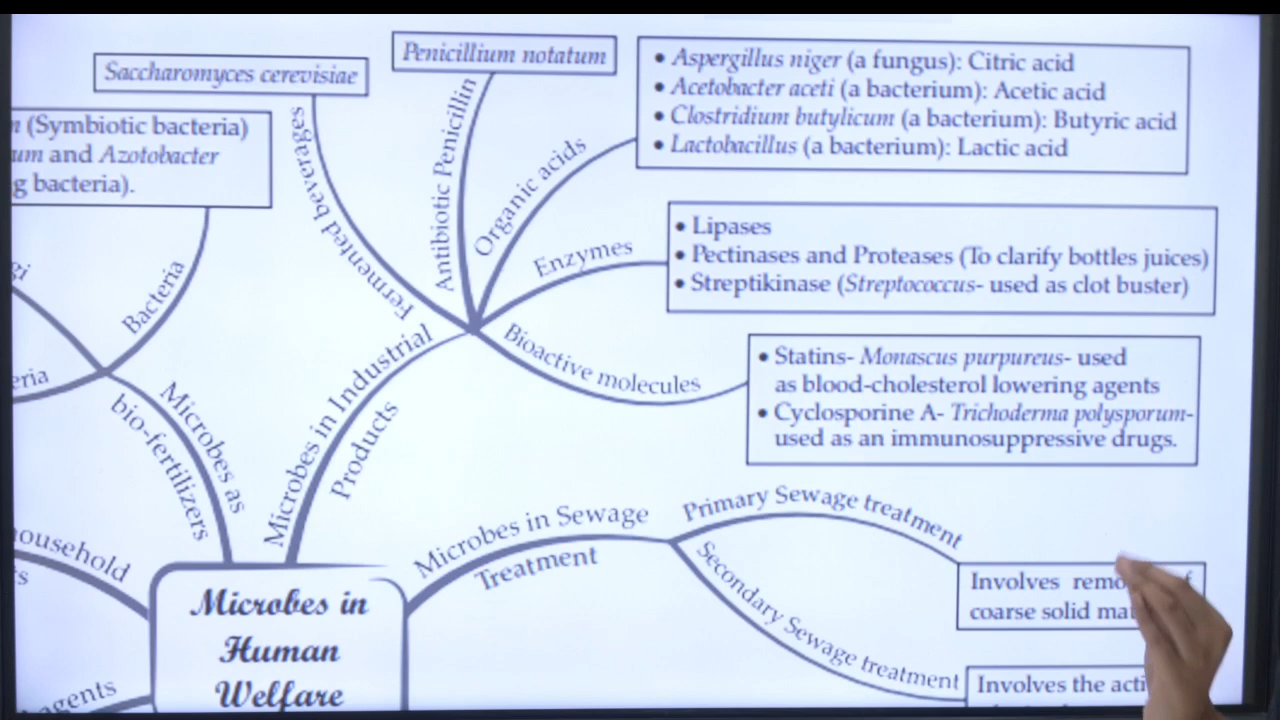 Saccharomyces cerevisiae
Penicillium notatum
• Aspergillus niger (a fungus): Citric acid
• Acetobacter aceti (a bacterium): Acetic acid
• Clostridium butylicum (a bacterium): Butyric acid
• Lactobacillus (a bacterium): Lactic acid
(Symbiotic bacteria)
and Azotobacter
bacteria).
Fermented beverages
Antibiotic Penicillin
Organic acids
Enzymes
• Lipases
• Pectinases and Proteases (To clarify bottles juices)
• Streptikinase (Streptococcus- used as clot buster)
Bacteria
Bioactive molecules
• Statins- Monascus purpureus- used
as blood-cholesterol lowering agents
• Cyclosporine A- Trichoderma polysporum-
used as an immunosuppressive drugs.
Microbes as
bio-fertilizers
Microbes in Industrial
Products
Microbes in Sewage
Treatment
Primary Sewage treatment
Secondary Sewage treatment
Involves
coarse solid
Involves the
Microbes in
Human
Welfare
agents